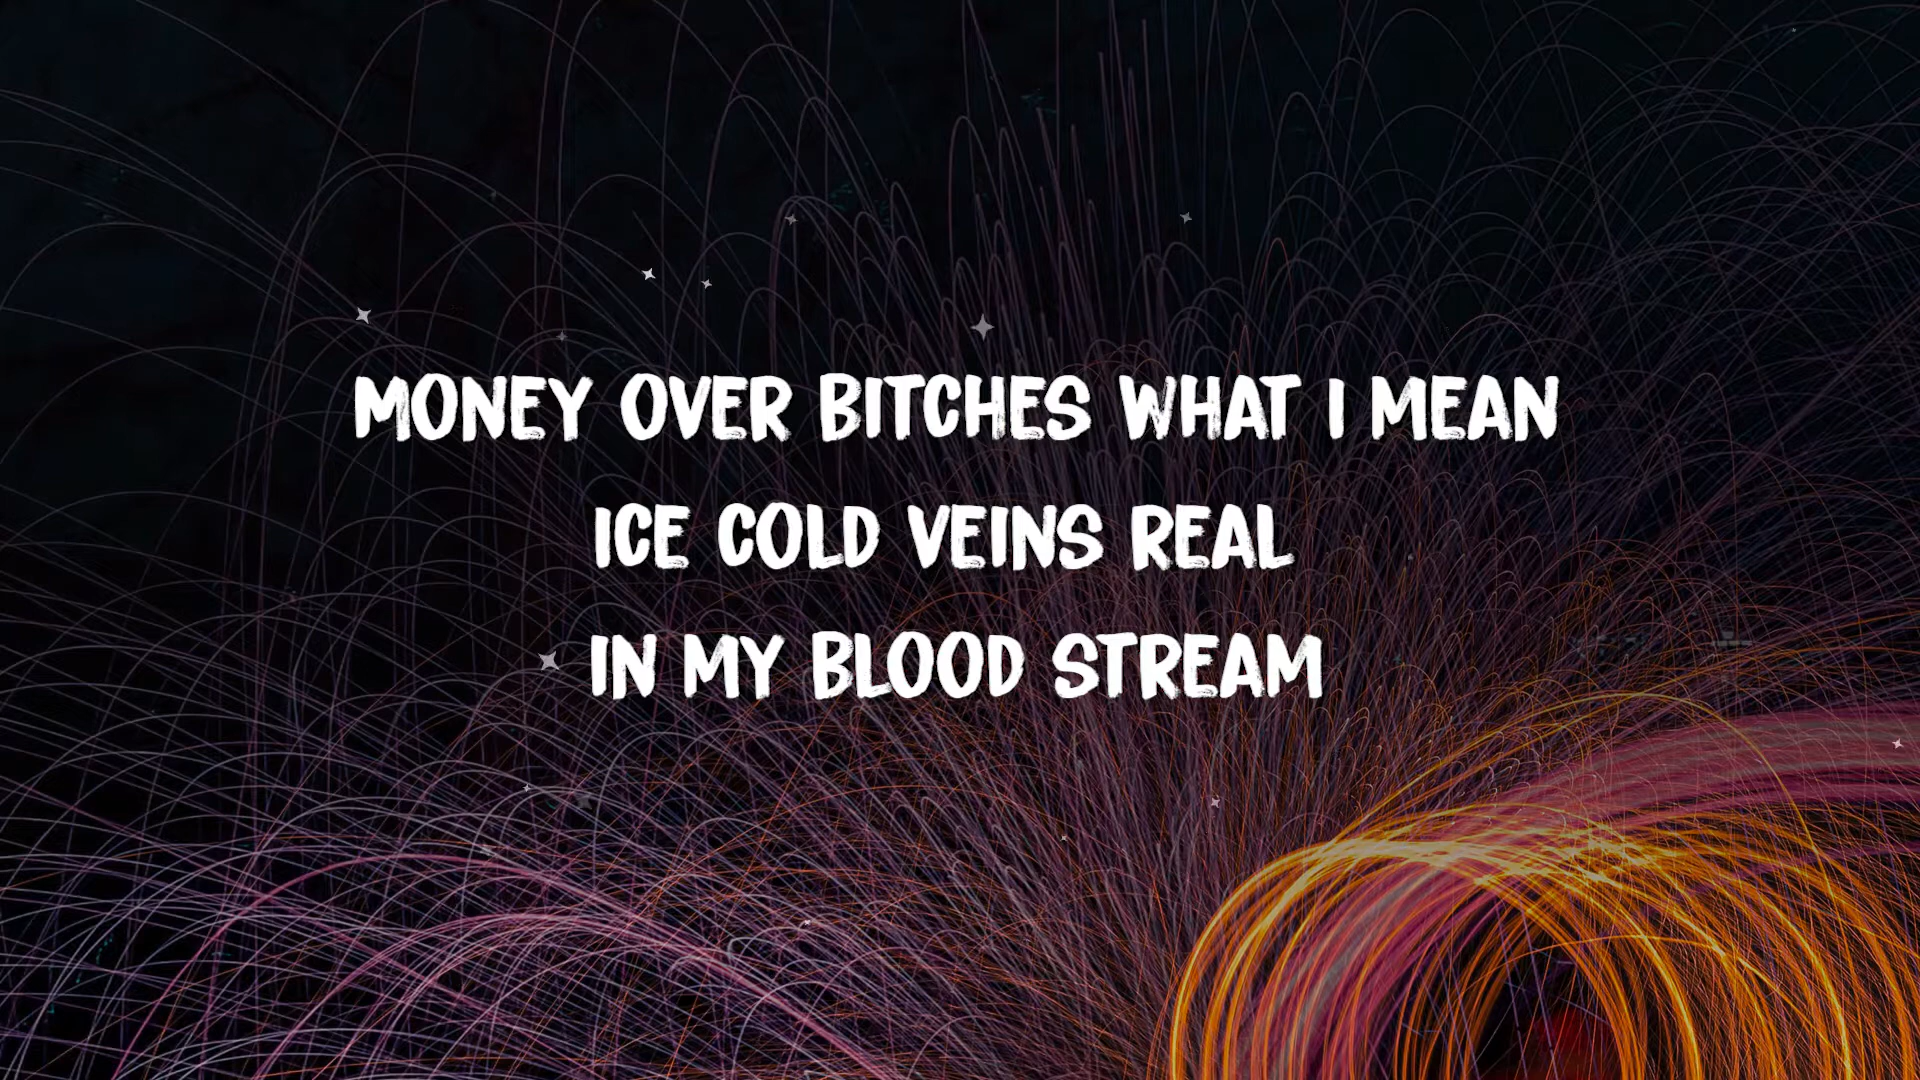 MONEY OVER BITCHES WHAT I MEAN
ICE COLD VEINS REAL
IN MY BLOOD STREAM